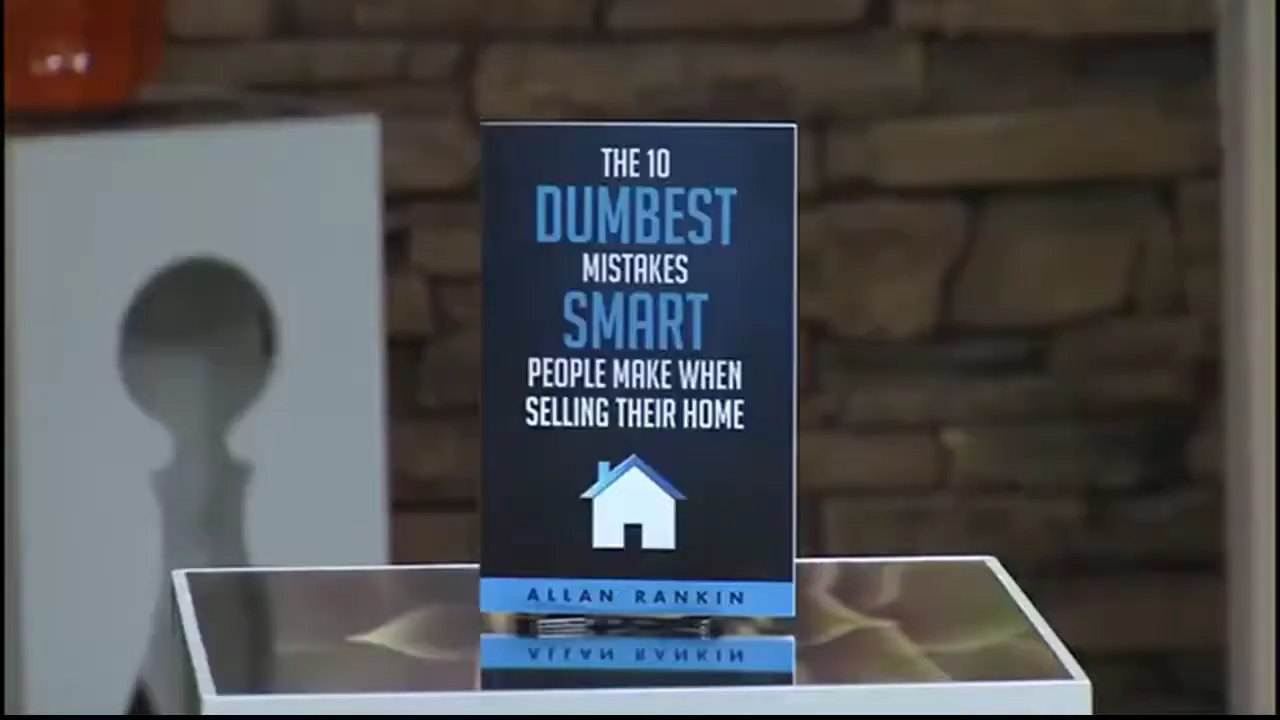 THE 10
DUMBEST
MISTAKES
SMART
PEOPLE MAKE WHEN
SELLING THEIR HOME
ALLAN RANKIN